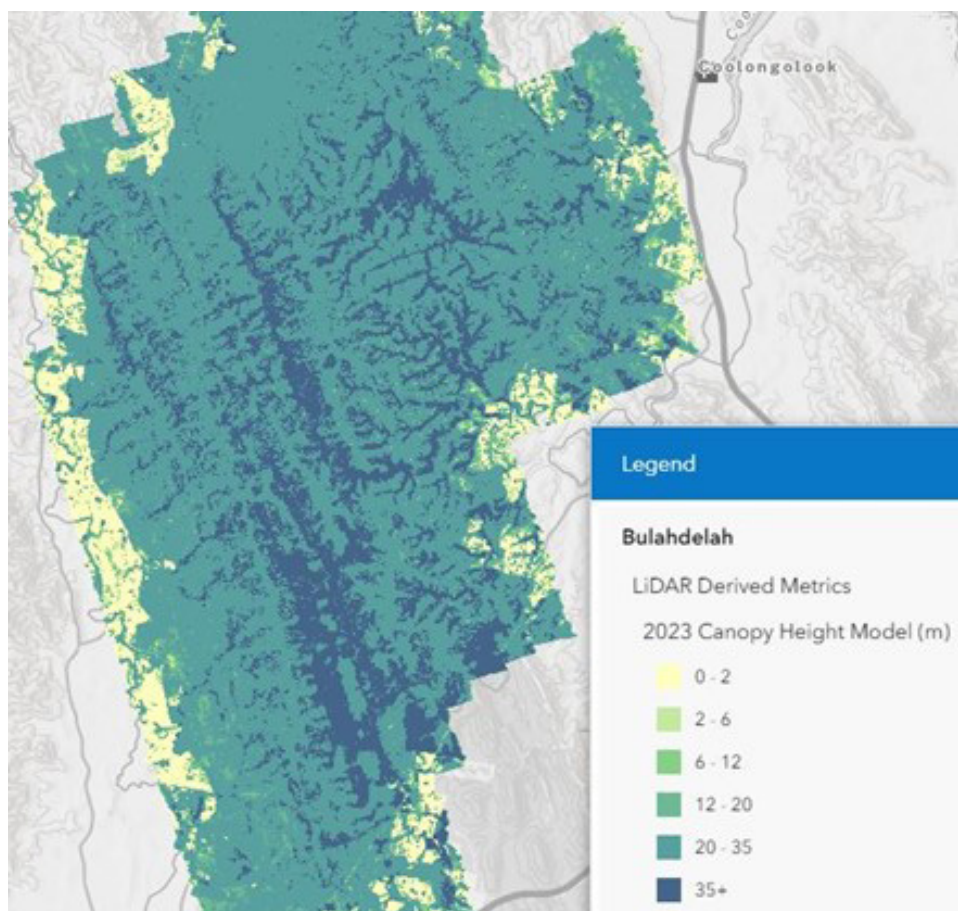 Coolongolook
Legend
Bulahdelah
LiDAR Derived Metrics
2023 Canopy Height Model (m)
0 - 2
2 - 6
6 - 12
12 - 20
20 - 35
35+